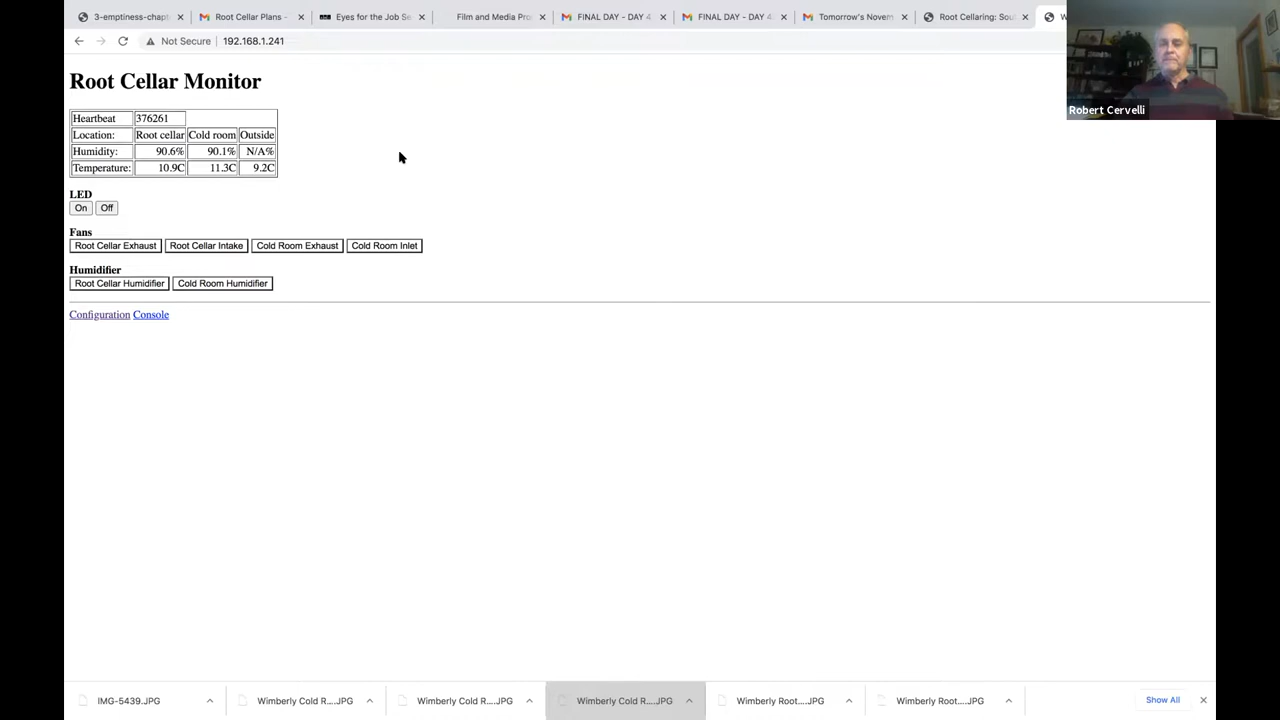 3-emptiness-chapt
Root Cellar Plans -
Eyes for the Job Se
Film and Media Pro
FINAL DAY - DAY 4
FINAL DAY - DAY 4
Tomorrow's Novem
Root Cellaring: Sou
Not Secure 192.168.1.241
Root Cellar Monitor
Heartbeat 376261
Location: Root cellar Cold room Outside
Humidity: 90.6% 90.1% N/A%
Temperature: 10.9C 11.3C 9.2C
LED
On Off
Fans
Root Cellar Exhaust Root Cellar Intake Cold Room Exhaust Cold Room Inlet
Humidifier
Root Cellar Humidifier Cold Room Humidifier
Configuration Console
Robert Cervelli
IMG-5439.JPG
Wimberly Cold R....JPG
Wimberly Cold R....JPG
Wimberly Cold R....JPG
Wimberly Root....JPG
Wimberly Root....JPG
Show All